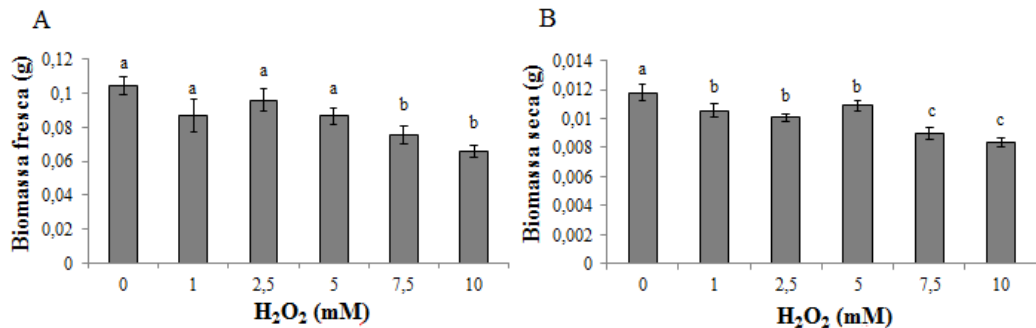 A
Biomassa fresca (g)
0,12
0,1
0,08
0,06
0,04
0,02
0
a
a
a
a
b
b
0
1
2,5
5
7,5
10
H₂O₂ (mM)
B
Biomassa seca (g)
0,014
0,012
0,01
0,008
0,006
0,004
0,002
0
a
b
b
b
c
c
0
1
2,5
5
7,5
10
H₂O₂ (mM)